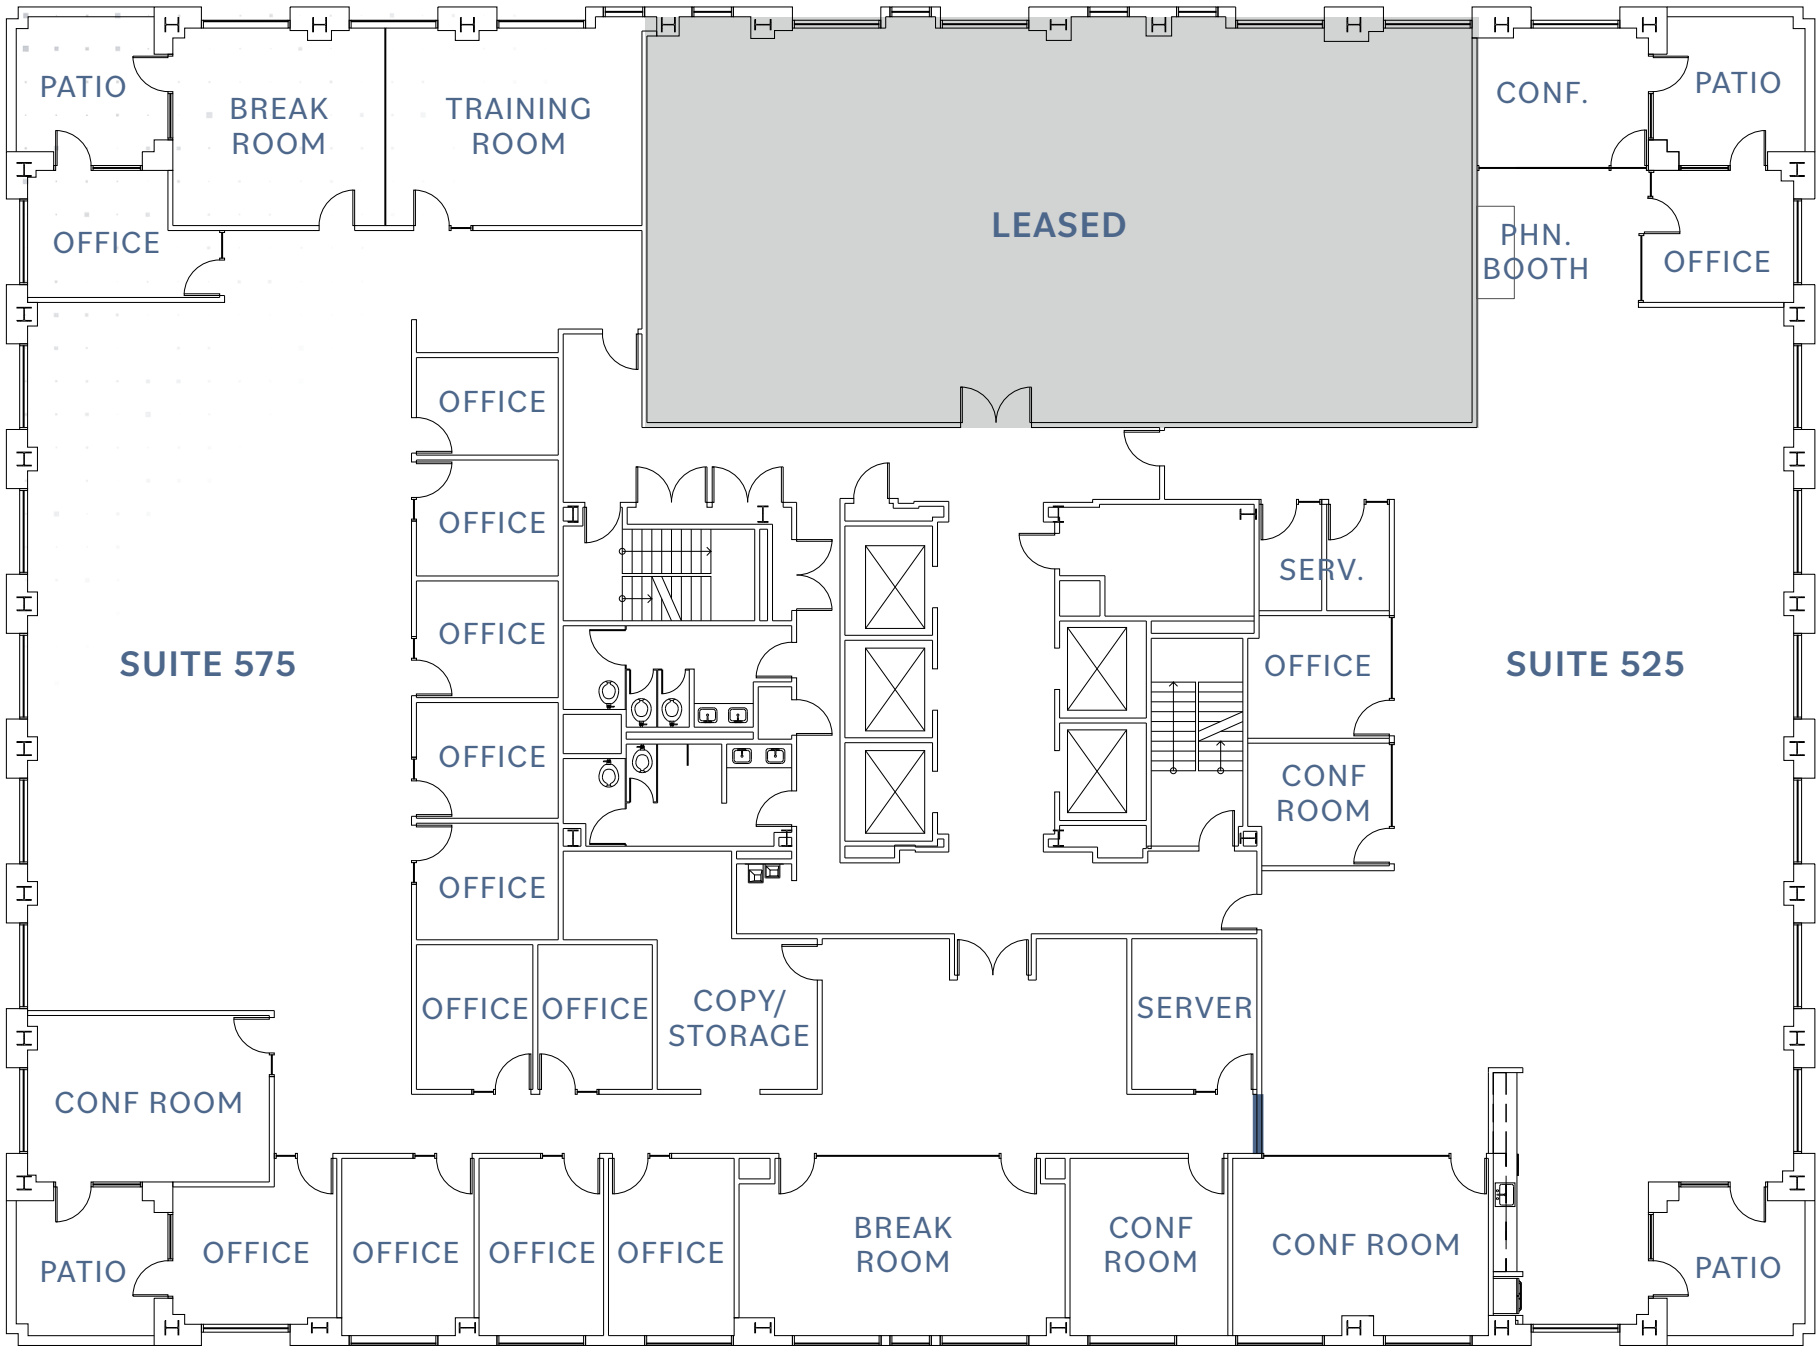 PATIO
BREAK
ROOM
TRAINING
ROOM
CONF.
PATIO
OFFICE
LEASED
PHN.
BOOTH
OFFICE
OFFICE
OFFICE
SERV.
OFFICE
SUITE 575
OFFICE
SUITE 525
OFFICE
CONF
ROOM
OFFICE
OFFICE
OFFICE
COPY/
STORAGE
SERVER
CONF ROOM
PATIO
OFFICE
OFFICE
OFFICE
OFFICE
BREAK
ROOM
CONF
ROOM
CONF ROOM
PATIO